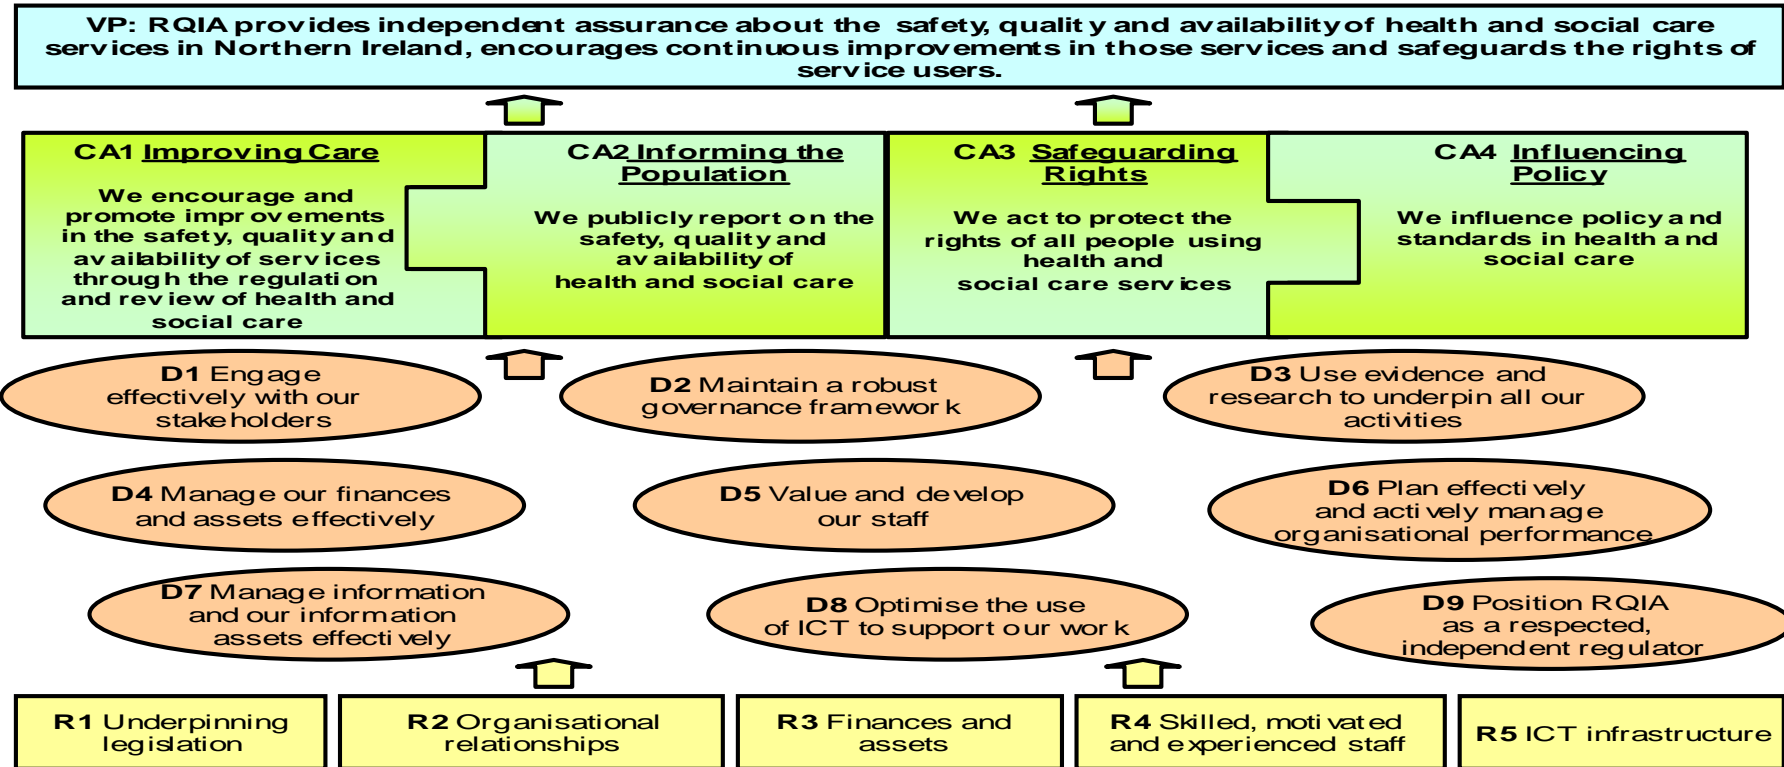 VP: RQIA provides independent assurance about the safety, quality and availability of health and social care
services in Northern Ireland, encourages continuous improvements in those services and safeguards the rights of
service users.
CA1 Improving Care
We encourage and
promote improvements
in the safety, quality and
availability of services
through the regulation
and review of health and
social care
CA2 Informing the
Population
We publicly report on the
safety, quality and
availability of
health and social care
CA3 Safeguarding
Rights
We act to protect the
rights of all people using
health and
social care services
CA4 Influencing
Policy
We influence policy and
standards in health and
social care
D1 Engage
effectively with our
stakeholders
D2 Maintain a robust
governance framework
D3 Use evidence and
research to underpin all our
activities
D4 Manage our finances
and assets effectively
D5 Value and develop
our staff
D6 Plan effectively
and actively manage
organisational performance
D7 Manage information
and our information
assets effectively
D8 Optimise the use
of ICT to support our work
D9 Position RQIA
as a respected,
independent regulator
R1 Underpinning
legislation
R2 Organisational
relationships
R3 Finances and
assets
R4 Skilled, motivated
and experienced staff
R5 ICT infrastructure